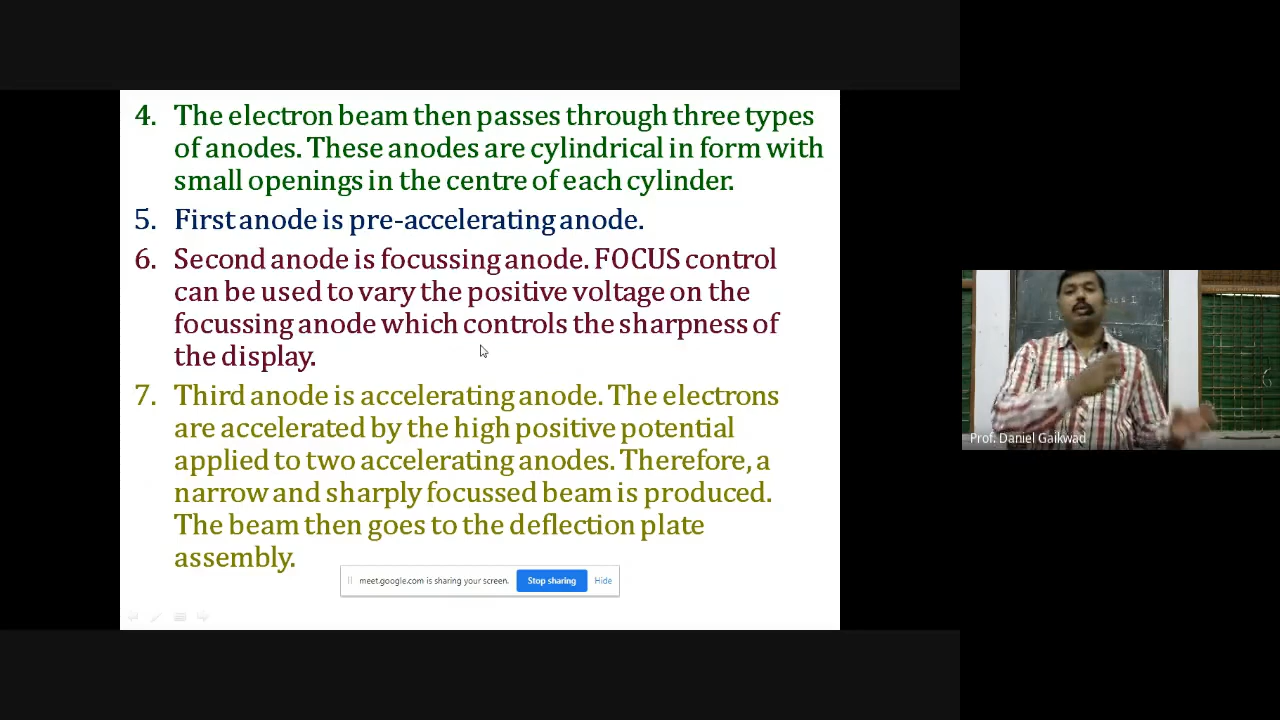 4. The electron beam then passes through three types
of anodes. These anodes are cylindrical in form with
small openings in the centre of each cylinder.
5. First anode is pre-accelerating anode.
6. Second anode is focussing anode. FOCUS control
can be used to vary the positive voltage on the
focussing anode which controls the sharpness of
the display.
7. Third anode is accelerating anode. The electrons
are accelerated by the high positive potential
applied to two accelerating anodes. Therefore, a
narrow and sharply focussed beam is produced.
The beam then goes to the deflection plate
assembly.
meet.google.com is sharing your screen. Stop sharing Hide
Prof. Daniel Gaikwad